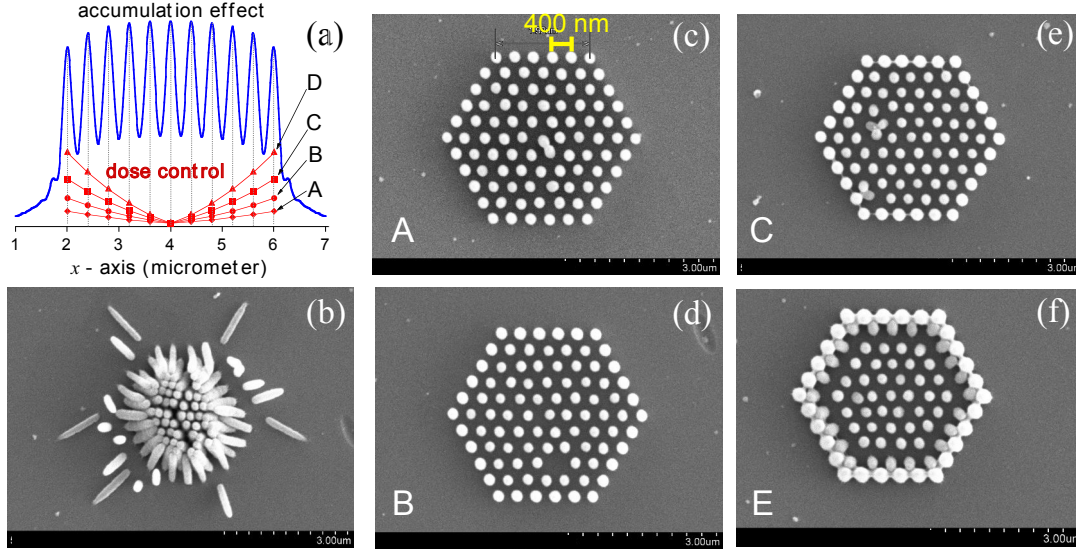 accumulation effect
(a)
D
C
B
A
dose control
1 2 3 4 5 6 7
x - axis (micrometer)
(b)
3.00um
400 nm
(c)
A
3.00um
(d)
B
3.00um
(e)
C
3.00um
(f)
E
3.00um